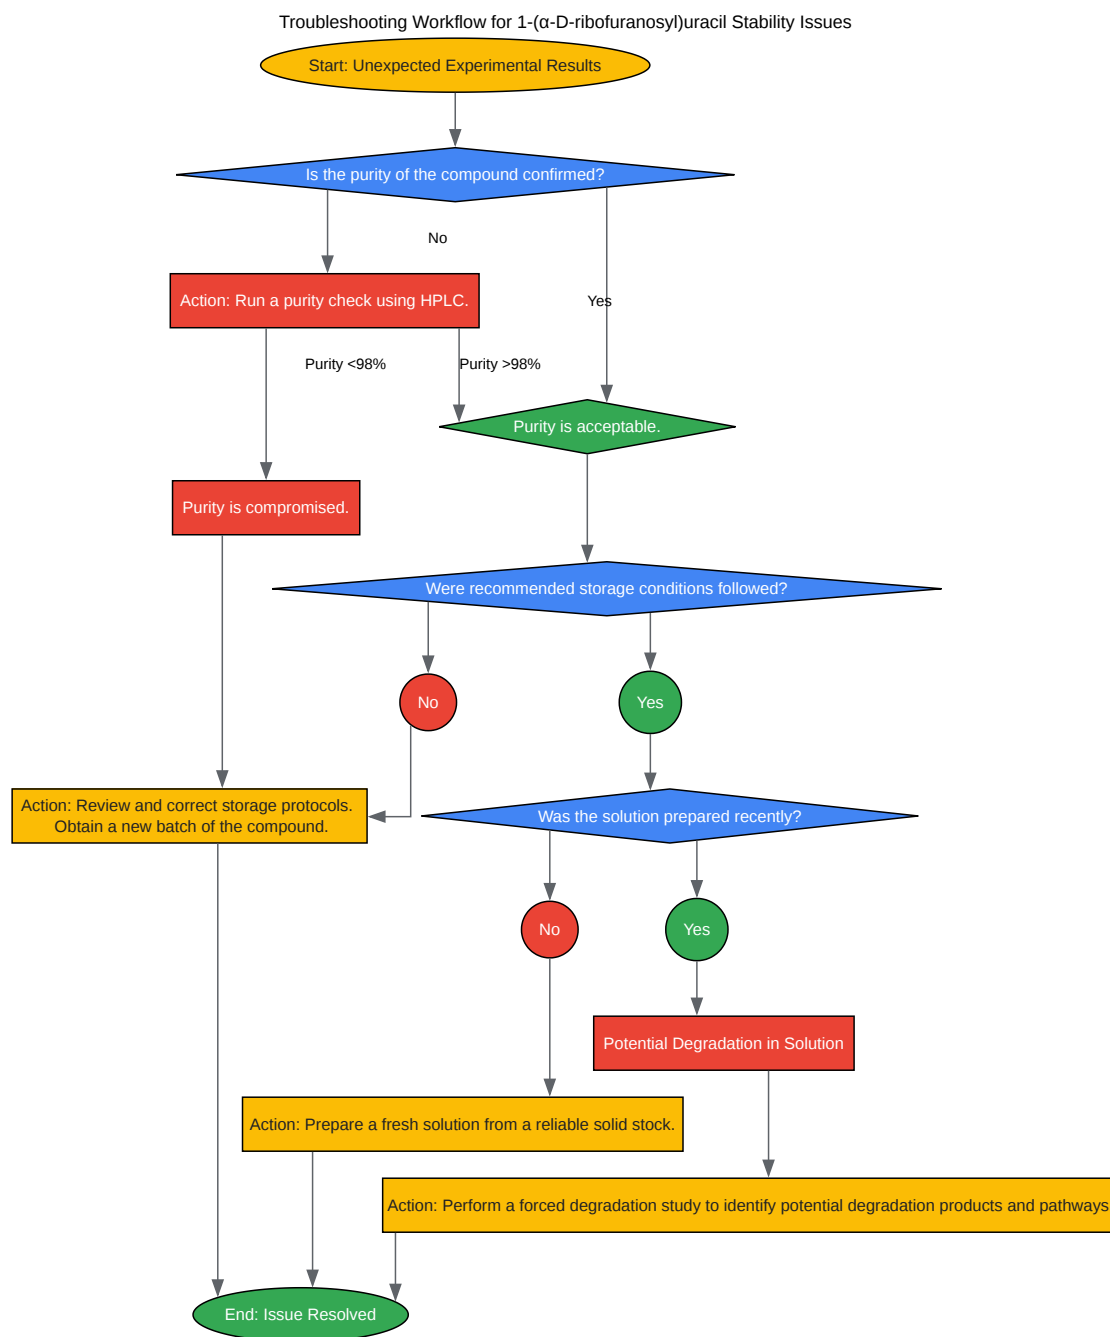 Troubleshooting Workflow for 1-(α-D-ribofuranosyl)uracil Stability Issues
Start: Unexpected Experimental Results
Is the purity of the compound confirmed?
No
Action: Run a purity check using HPLC.
Yes
Purity <98%
Purity >98%
Purity is acceptable.
Purity is compromised.
Were recommended storage conditions followed?
No
Yes
Action: Review and correct storage protocols.
Obtain a new batch of the compound.
Was the solution prepared recently?
No
Yes
Potential Degradation in Solution
Action: Prepare a fresh solution from a reliable solid stock.
Action: Perform a forced degradation study to identify potential degradation products and pathways
End: Issue Resolved